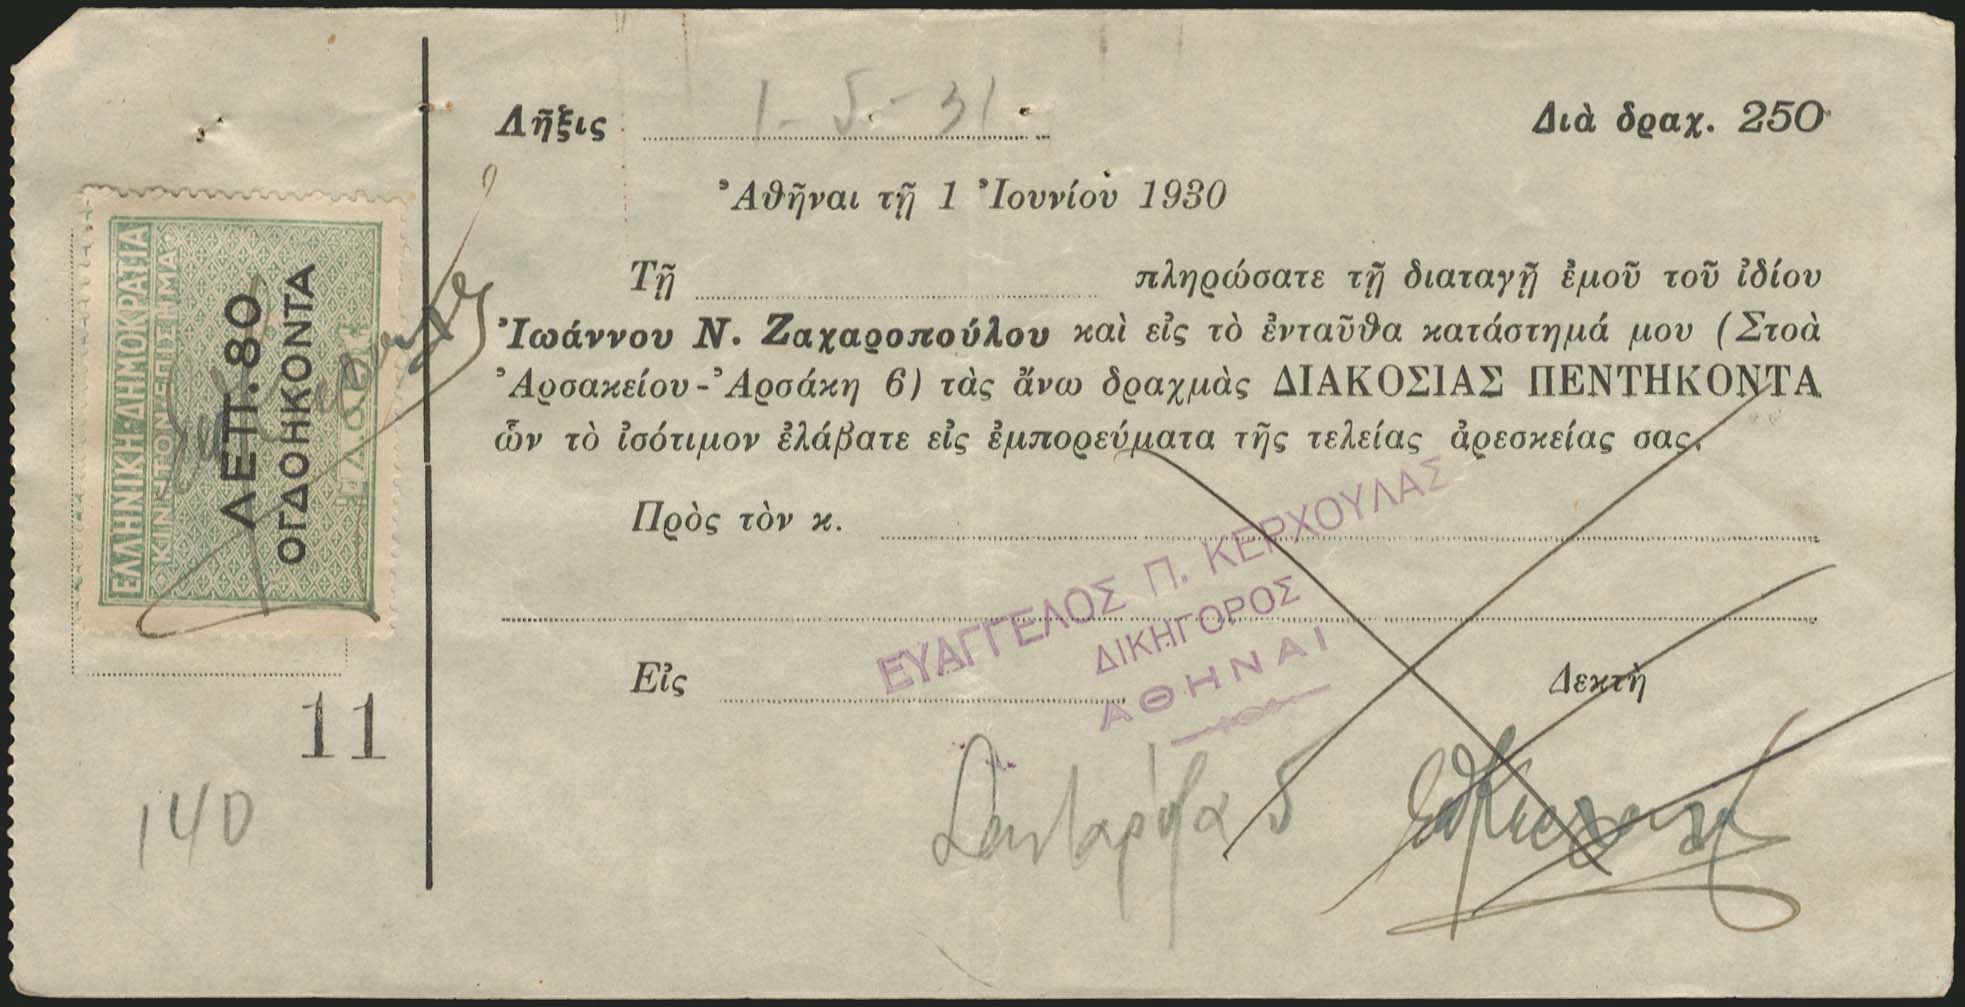 Λῆξις 1-5-31
Διὰ δραχ. 250
Ἀθῆναι τῇ 1 Ἰουνίου 1930
Τῇ πληρώσατε τῇ διαταγῇ ἐμοῦ τοῦ ἰδίου
Ἰωάννου Ν. Ζαχαροπούλου καὶ εἰς τὸ ἐνταῦθα κατάστημά μου (Στοὰ
Ἀρσακείου-Ἀρσάκη 6) τὰς ἄνω δραχμὰς ΔΙΑΚΟΣΙΑΣ ΠΕΝΤΗΚΟΝΤΑ
ὧν τὸ ἰσότιμον ἐλάβατε εἰς ἐμπορεύματα τῆς τελείας ἀρεσκείας σας.
Πρὸς τὸν κ.
ΕΥΑΓΓΕΛΟΣ Π. ΚΕΡΧΟΥΛΑΣ
ΔΙΚΗΓΟΡΟΣ
ΑΘΗΝΑΙ
Εἰς
Δεκτὴ
ΕΛΛΗΝΙΚΗ ΔΗΜΟΚΡΑΤΙΑ
ΚΙΝΗΤΟΝ ΕΠΙΣΗΜΑ
ΛΕΠ. 80
ΟΓΔΟΗΚΟΝΤΑ
11
140